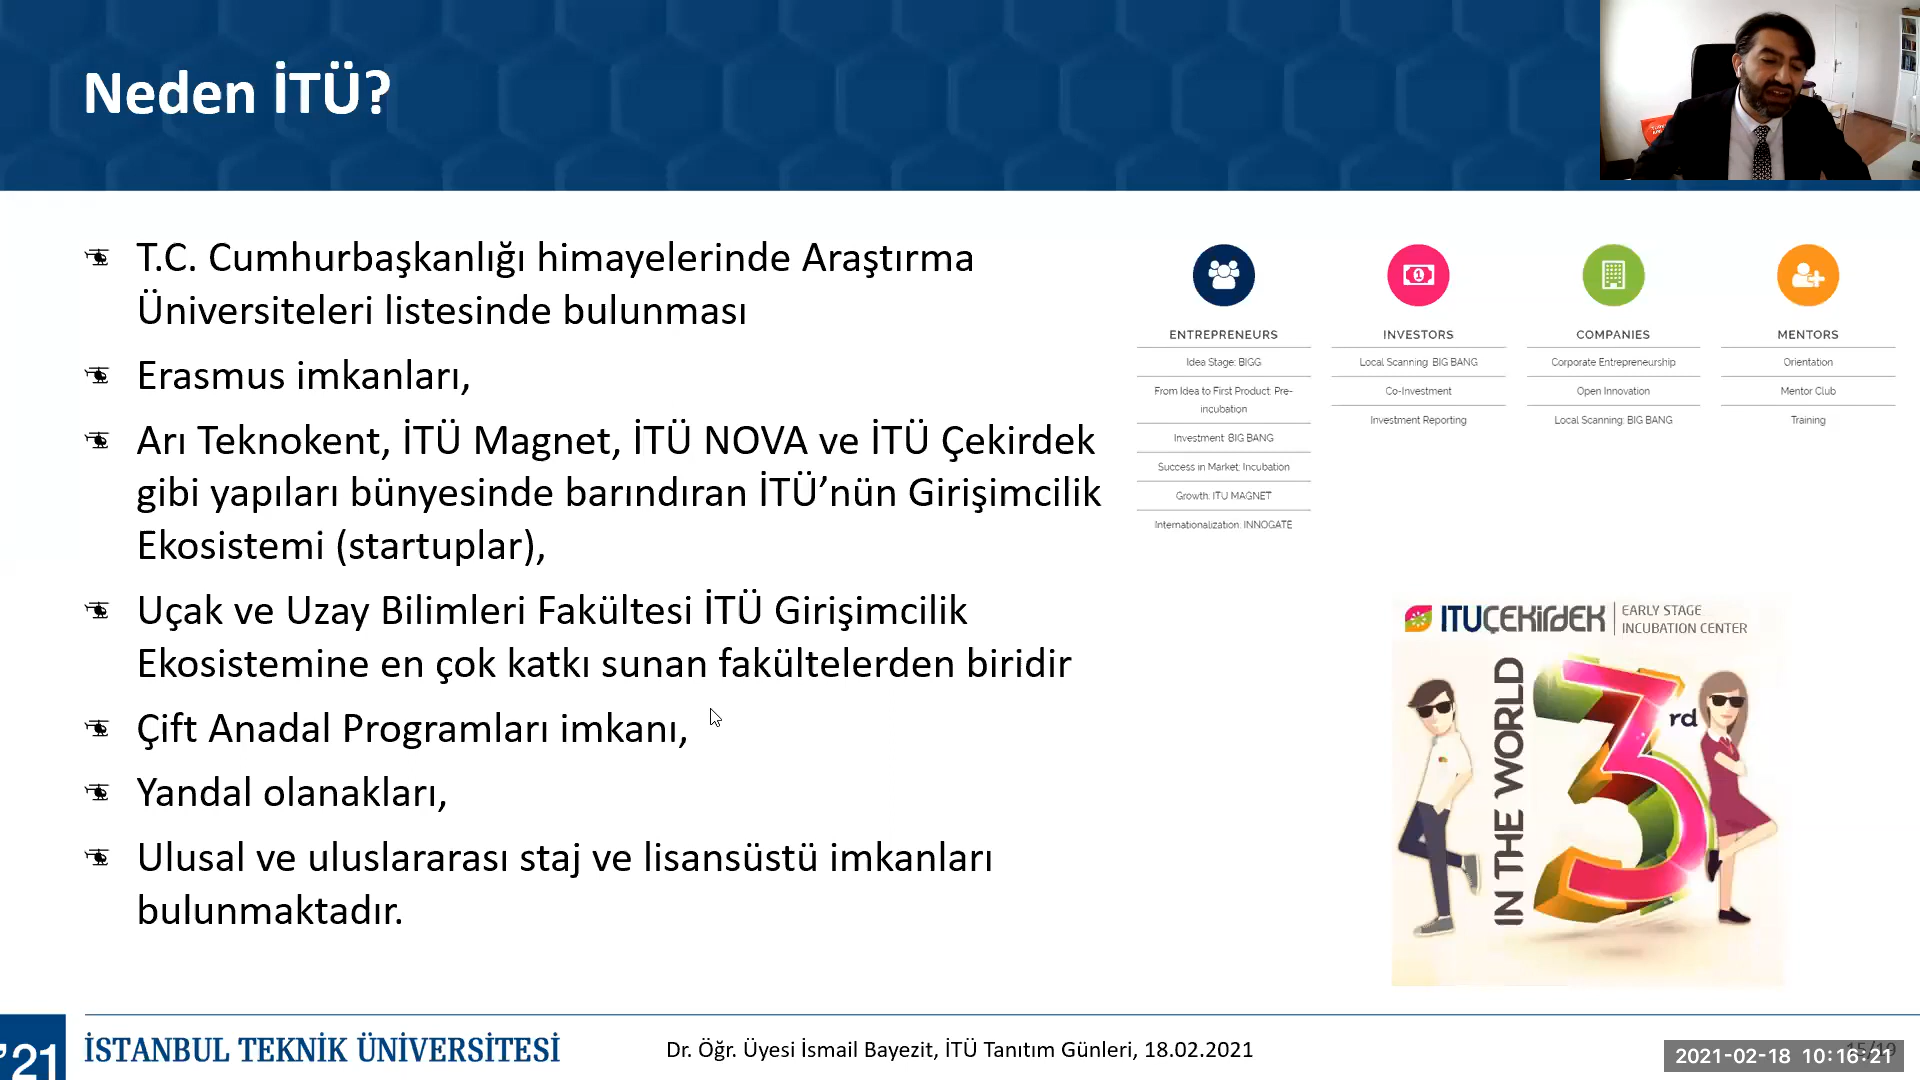 Neden İTÜ?
T.C. Cumhurbaşkanlığı himayelerinde Araştırma
Üniversiteleri listesinde bulunması
Erasmus imkanları,
Arı Teknokent, İTÜ Magnet, İTÜ NOVA ve İTÜ Çekirdek
gibi yapıları bünyesinde barındıran İTÜ’nün Girişimcilik
Ekosistemi (startuplar),
Uçak ve Uzay Bilimleri Fakültesi İTÜ Girişimcilik
Ekosistemine en çok katkı sunan fakültelerden biridir
Çift Anadal Programları imkanı,
Yandal olanakları,
Ulusal ve uluslararası staj ve lisansüstü imkanları
bulunmaktadır.
ENTREPRENEURS
Idea Stage: BIGG
From Idea to First Product: Pre-
incubation
Investment: BIG BANG
Success in Market: Incubation
Growth: ITU MAGNET
Internationalization: INNOGATE
INVESTORS
Local Scanning: BIG BANG
Co-Investment
Investment Reporting
COMPANIES
Corporate Entrepreneurship
Open Innovation
Local Scanning: BIG BANG
MENTORS
Orientation
Mentor Club
Training
ITUÇEKİRDEK
EARLY STAGE
INCUBATION CENTER
IN THE WORLD
3rd
'21
İSTANBUL TEKNİK ÜNİVERSİTESİ
Dr. Öğr. Üyesi İsmail Bayezit, İTÜ Tanıtım Günleri, 18.02.2021
2021-02-18 10:16:21